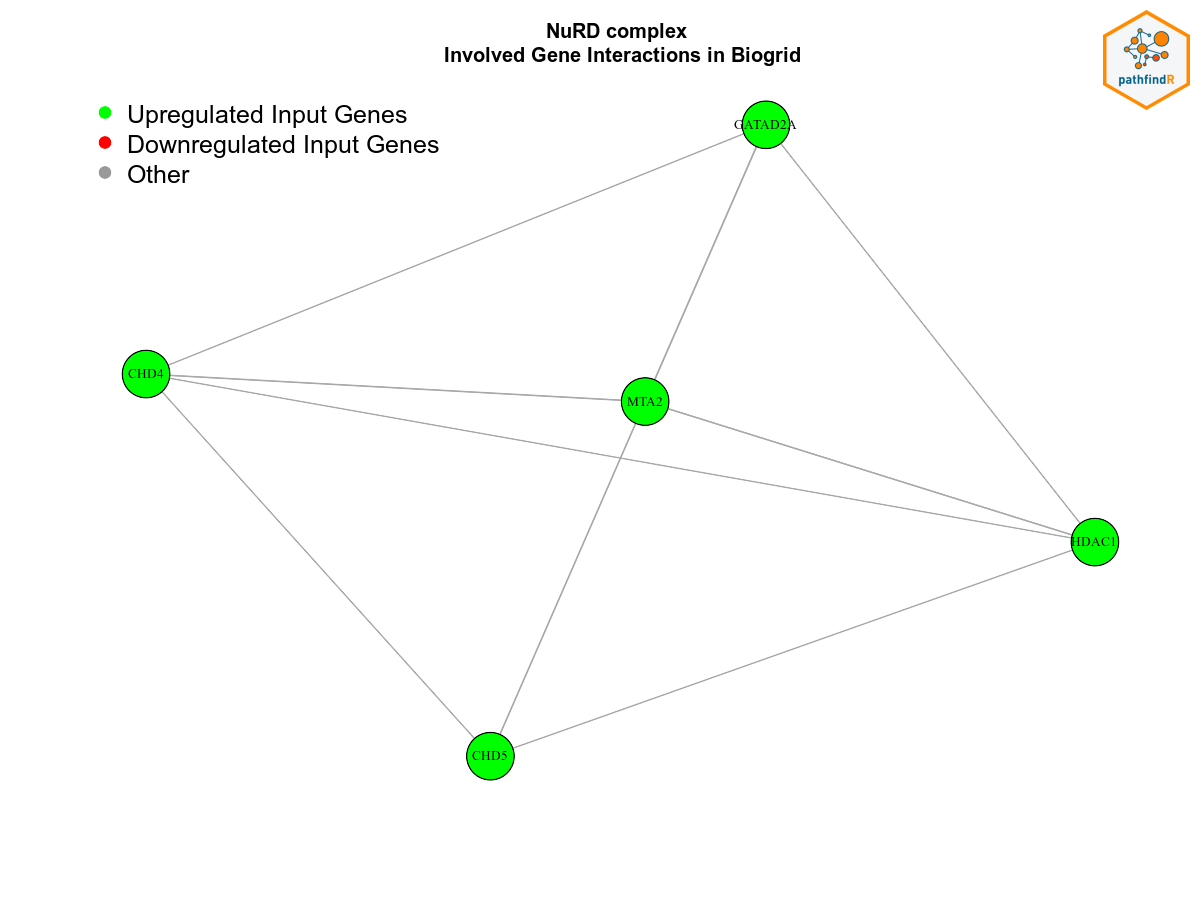 NuRD complex
Involved Gene Interactions in Biogrid
pathfindR
Upregulated Input Genes
Downregulated Input Genes
Other
GATAD2A
CHD4
MTA2
HDAC1
CHD5